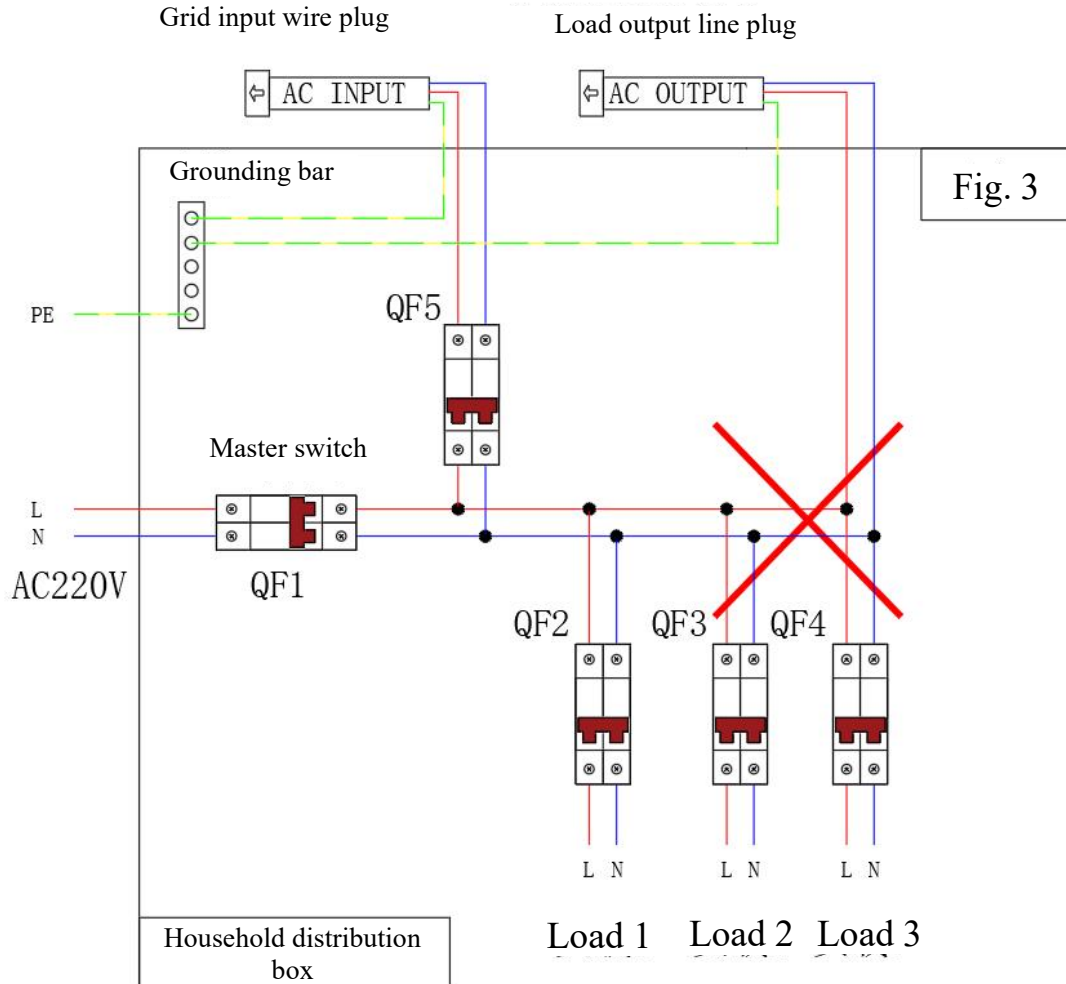 Grid input wire plug
Load output line plug
AC INPUT
AC OUTPUT
Grounding bar
Fig. 3
PE
QF5
Master switch
L
N
AC220V
QF1
QF2
QF3
QF4
L N
L N
L N
Load 1
Load 2
Load 3
Household distribution
box